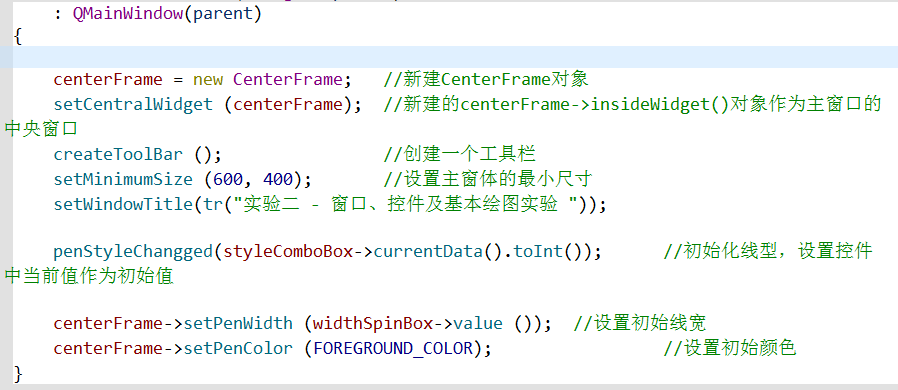 : QMainWindow(parent)
{
centerFrame = new CenterFrame;   //新建CenterFrame对象
setCentralWidget (centerFrame);  //新建的centerFrame->insideWidget()对象作为主窗口的
中央窗口
createToolBar ();                //创建一个工具栏
setMinimumSize (600, 400);       //设置主窗体的最小尺寸
setWindowTitle(tr("实验二 - 窗口、控件及基本绘图实验 "));
penStyleChangged(styleComboBox->currentData().toInt());      //初始化线型，设置控件
中当前值作为初始值
centerFrame->setPenWidth (widthSpinBox->value ());  //设置初始线宽
centerFrame->setPenColor (FOREGROUND_COLOR);                //设置初始颜色
}